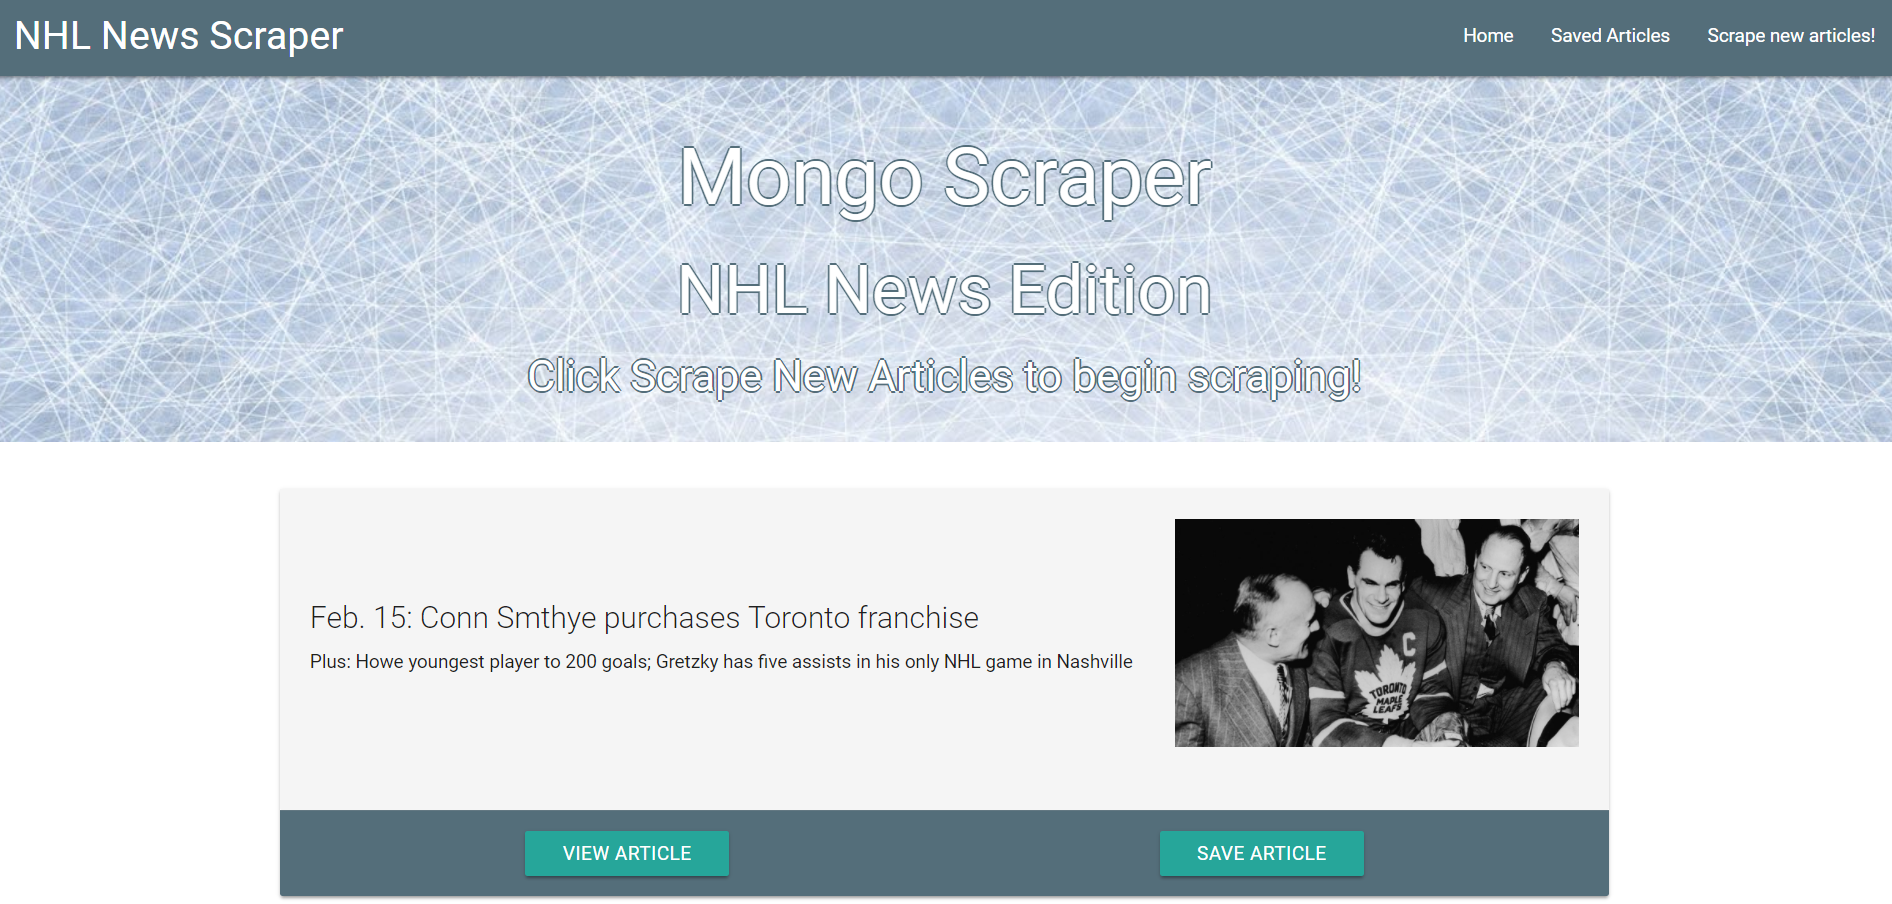 NHL News Scraper
Home
Saved Articles
Scrape new articles!
Mongo Scraper
NHL News Edition
Click Scrape New Articles to begin scraping!
Feb. 15: Conn Smthye purchases Toronto franchise
Plus: Howe youngest player to 200 goals; Gretzky has five assists in his only NHL game in Nashville
C
TORONTO
MAPLE
LEAFS
VIEW ARTICLE
SAVE ARTICLE